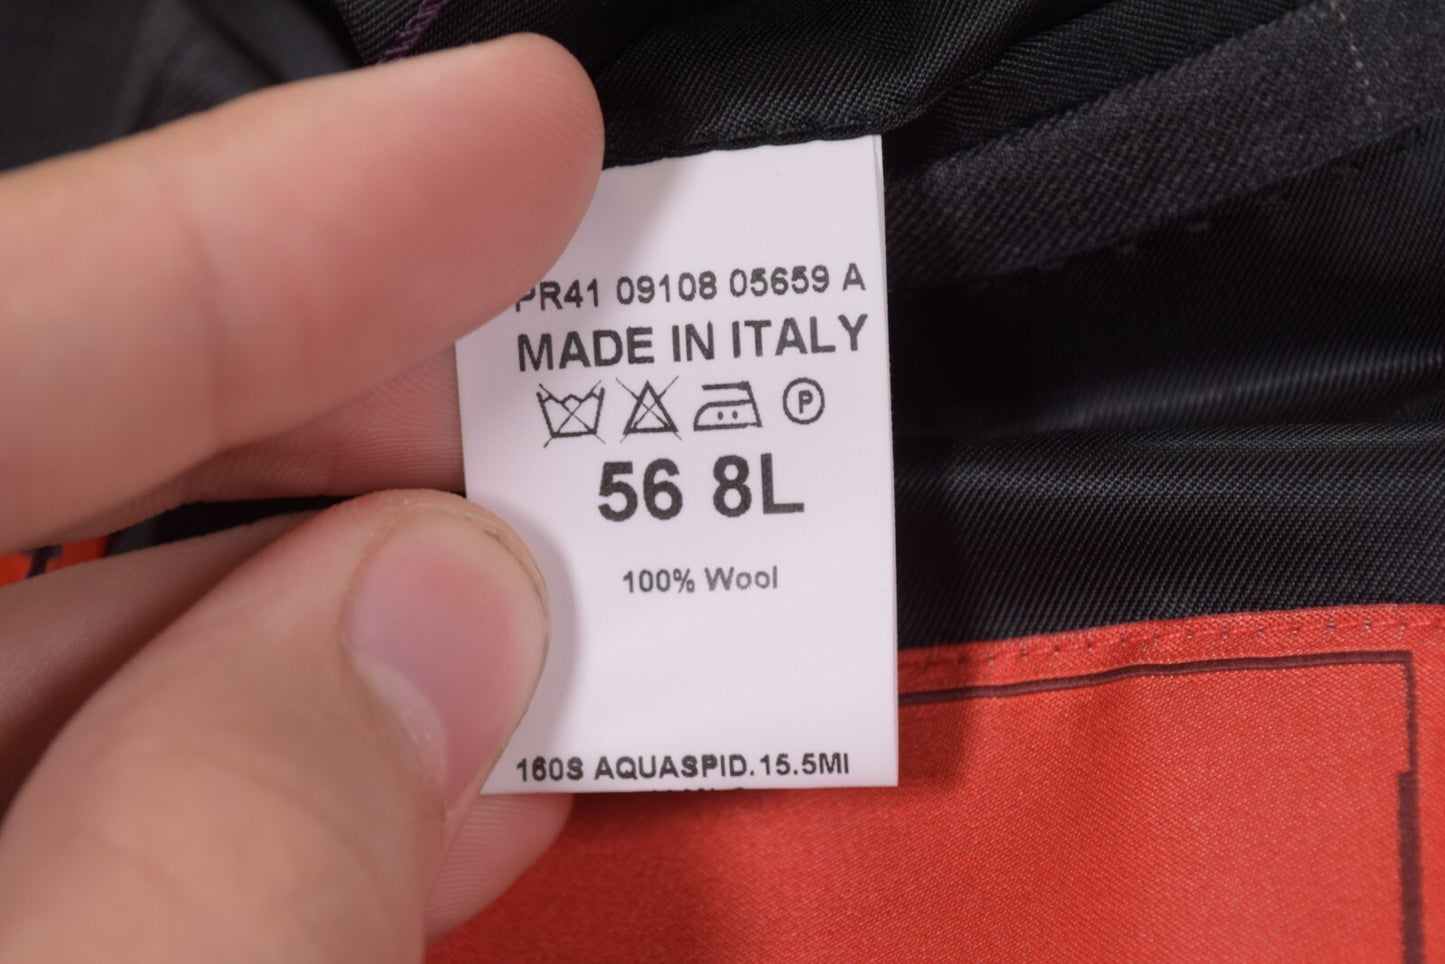 PR41 09108 05659 A
MADE IN ITALY
P
56 8L
100% Wool
160S AQUASPID.15.5MI